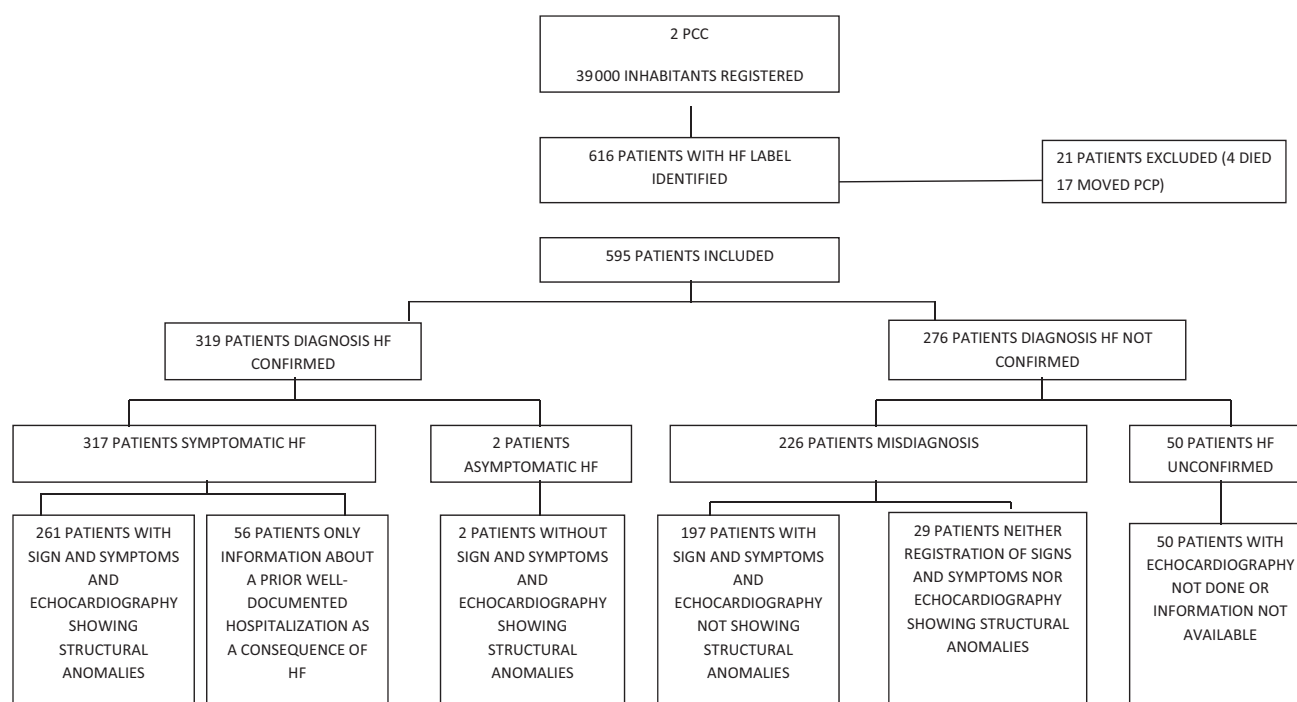 2 PCC
39 000 INHABITANTS REGISTERED
616 PATIENTS WITH HF LABEL
IDENTIFIED
21 PATIENTS EXCLUDED (4 DIED
17 MOVED PCP)
595 PATIENTS INCLUDED
319 PATIENTS DIAGNOSIS HF
CONFIRMED
276 PATIENTS DIAGNOSIS HF NOT
CONFIRMED
317 PATIENTS SYMPTOMATIC HF
2 PATIENTS
ASYMPTOMATIC HF
226 PATIENTS MISDIAGNOSIS
50 PATIENTS HF
UNCONFIRMED
261 PATIENTS WITH
SIGN AND SYMPTOMS
AND
ECHOCARDIOGRAPHY
SHOWING
STRUCTURAL
ANOMALIES
56 PATIENTS ONLY
INFORMATION ABOUT
A PRIOR WELL-
DOCUMENTED
HOSPITALIZATION AS
A CONSEQUENCE OF
HF
2 PATIENTS WITHOUT
SIGN AND SYMPTOMS
AND
ECHOCARDIOGRAPHY
SHOWING
STRUCTURAL
ANOMALIES
197 PATIENTS WITH
SIGN AND SYMPTOMS
AND
ECHOCARDIOGRAPHY
NOT SHOWING
STRUCTURAL
ANOMALIES
29 PATIENTS NEITHER
REGISTRATION OF SIGNS
AND SYMPTOMS NOR
ECHOCARDIOGRAPHY
SHOWING STRUCTURAL
ANOMALIES
50 PATIENTS WITH
ECHOCARDIOGRAPHY
NOT DONE OR
INFORMATION NOT
AVAILABLE